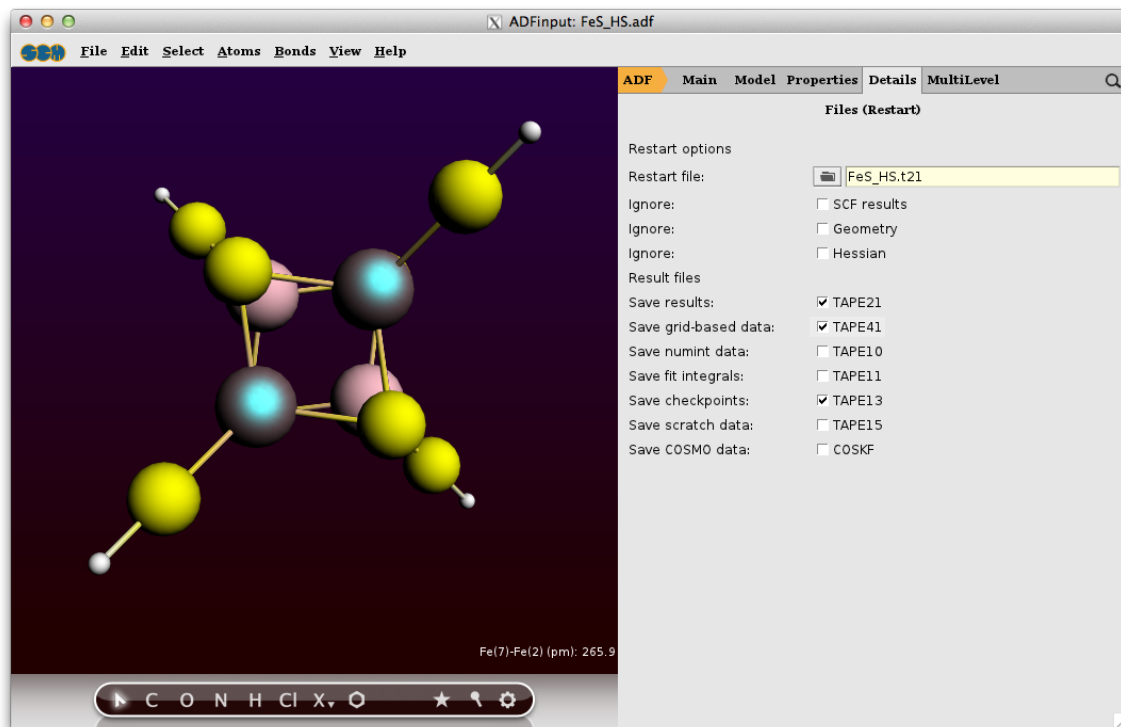 X ADFinput: FeS_HS.adf
SCM File Edit Select Atoms Bonds View Help
ADF Main Model Properties Details MultiLevel
Files (Restart)
Restart options
Restart file: FeS_HS.t21
Ignore: SCF results
Ignore: Geometry
Ignore: Hessian
Result files
Save results: TAPE21
Save grid-based data: TAPE41
Save numint data: TAPE10
Save fit integrals: TAPE11
Save checkpoints: TAPE13
Save scratch data: TAPE15
Save COSMO data: COSKF
Fe(7)-Fe(2) (pm): 265.9
C O N H Cl X